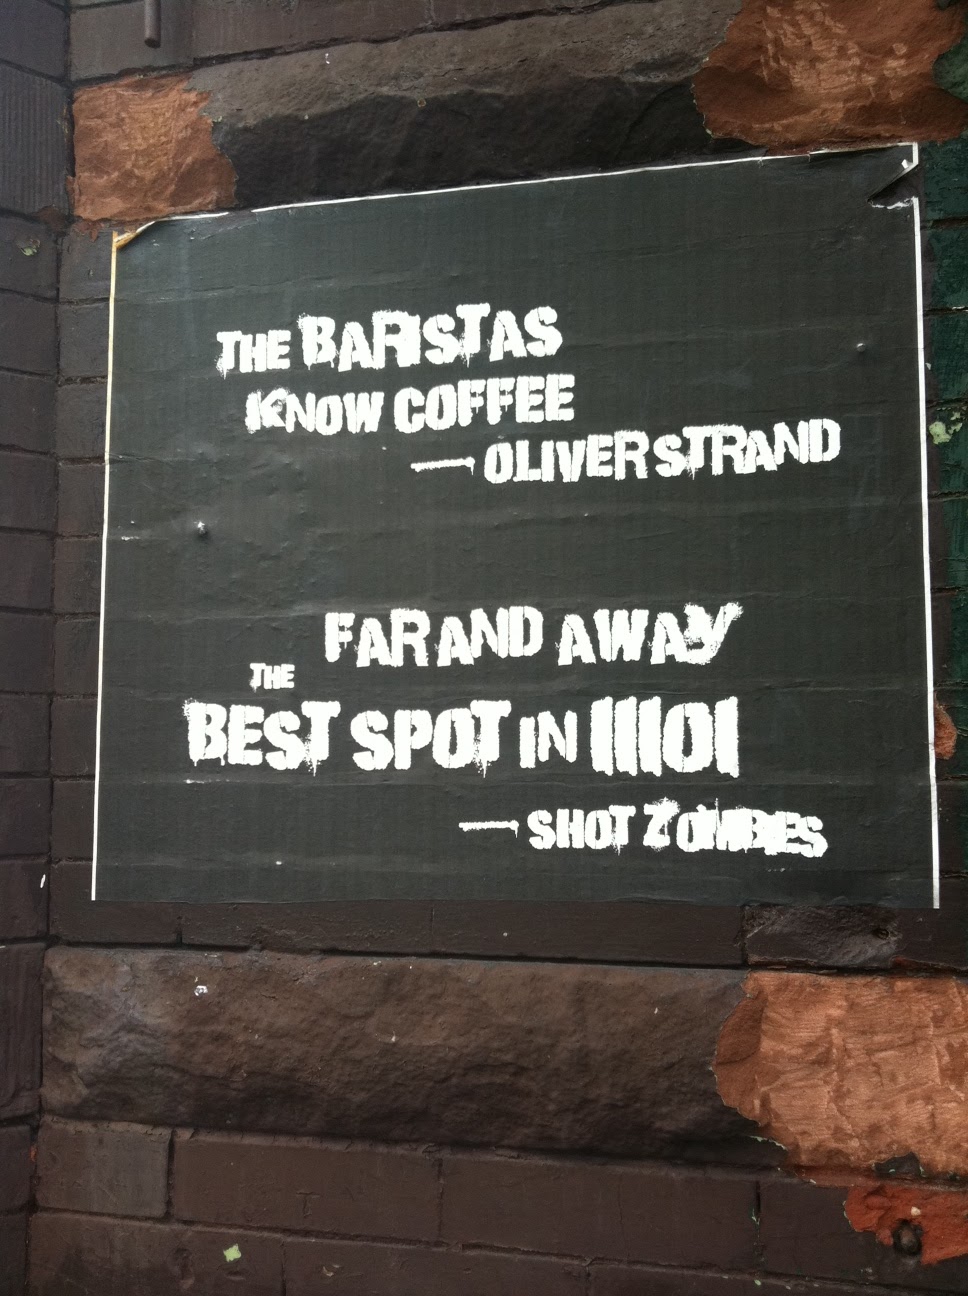 THE BARISTAS
KNOW COFFEE
— OLIVER STRAND
FAR AND AWAY
THE
BEST SPOT IN 11101
— SHOT ZOMBIES